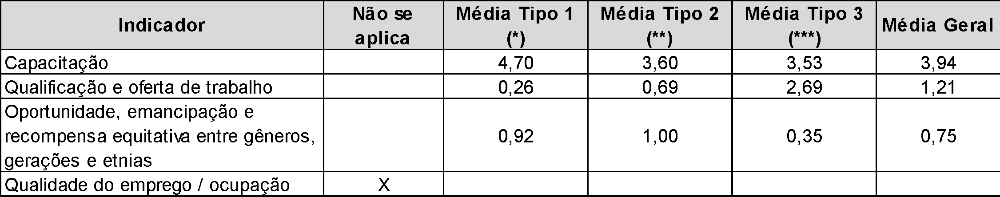 Indicador
Não se aplica
Média Tipo 1 (*)
Média Tipo 2 (**)
Média Tipo 3 (***)
Média Geral
Capacitação 4,70 3,60 3,53 3,94
Qualificação e oferta de trabalho 0,26 0,69 2,69 1,21
Oportunidade, emancipação e
recompensa equitativa entre gêneros, 0,92 1,00 0,35 0,75
gerações e etnias
Qualidade do emprego / ocupação X